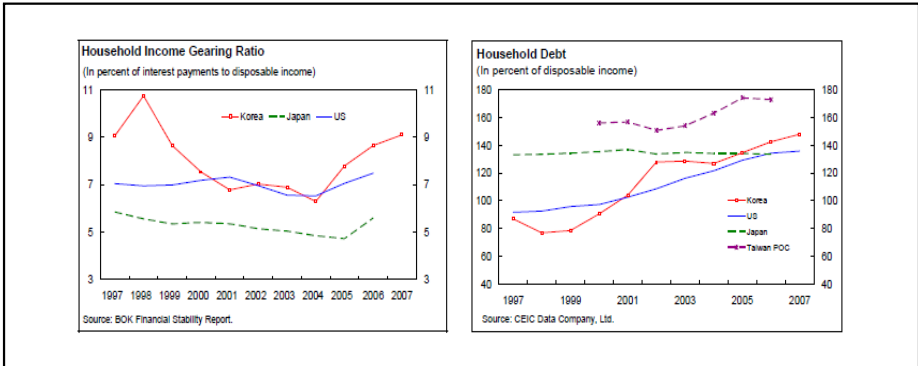 Household Income Gearing Ratio
(In percent of interest payments to disposable income)
11 11
Korea Japan US
9 9
7 7
5 5
3 3
1997 1998 1999 2000 2001 2002 2003 2004 2005 2006 2007
Source: BOK Financial Stability Report.
Household Debt
(In percent of disposable income)
180 180
160 160
140 140
120 120
100 100
80 80
60 60
40 40
Korea
US
Japan
Taiwan POC
1997 1999 2001 2003 2005 2007
Source: CEIC Data Company, Ltd.